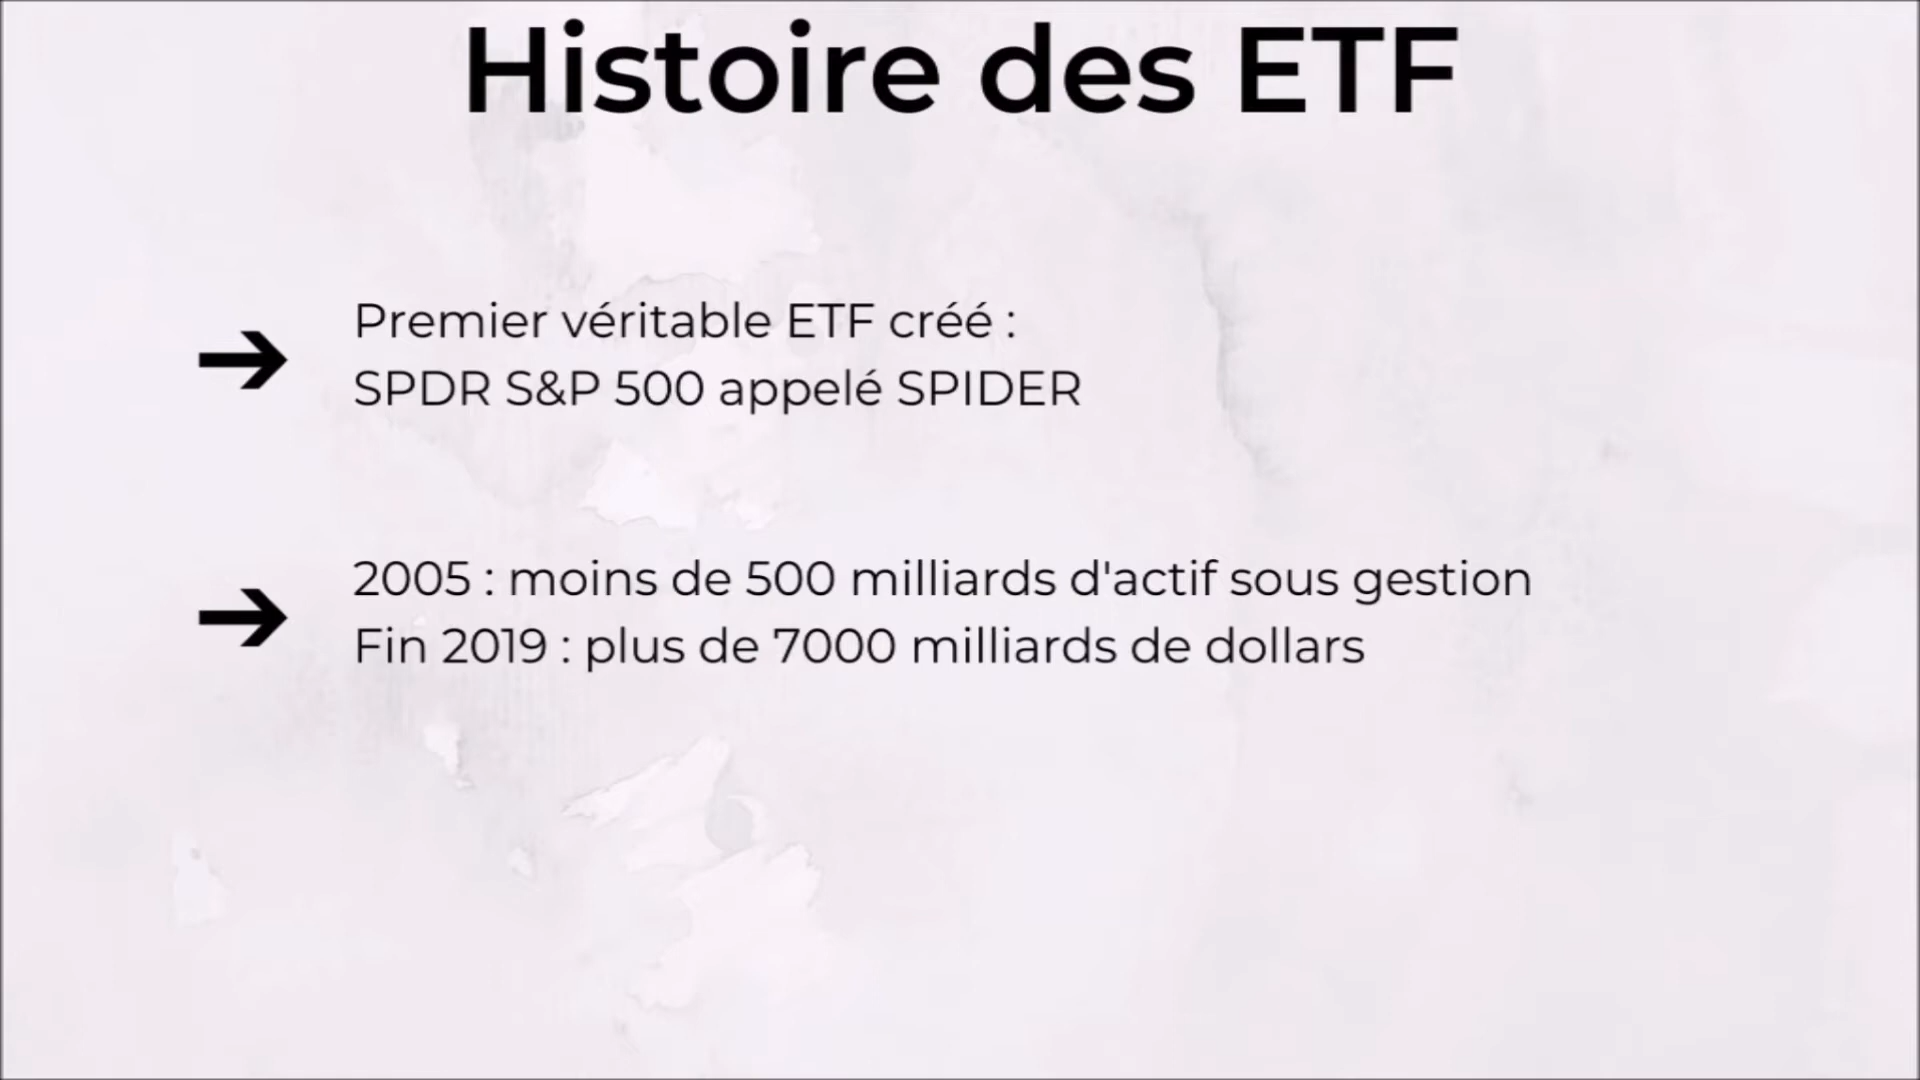 Histoire des ETF
➔ Premier véritable ETF créé :
SPDR S&P 500 appelé SPIDER
➔ 2005 : moins de 500 milliards d'actif sous gestion
Fin 2019 : plus de 7000 milliards de dollars